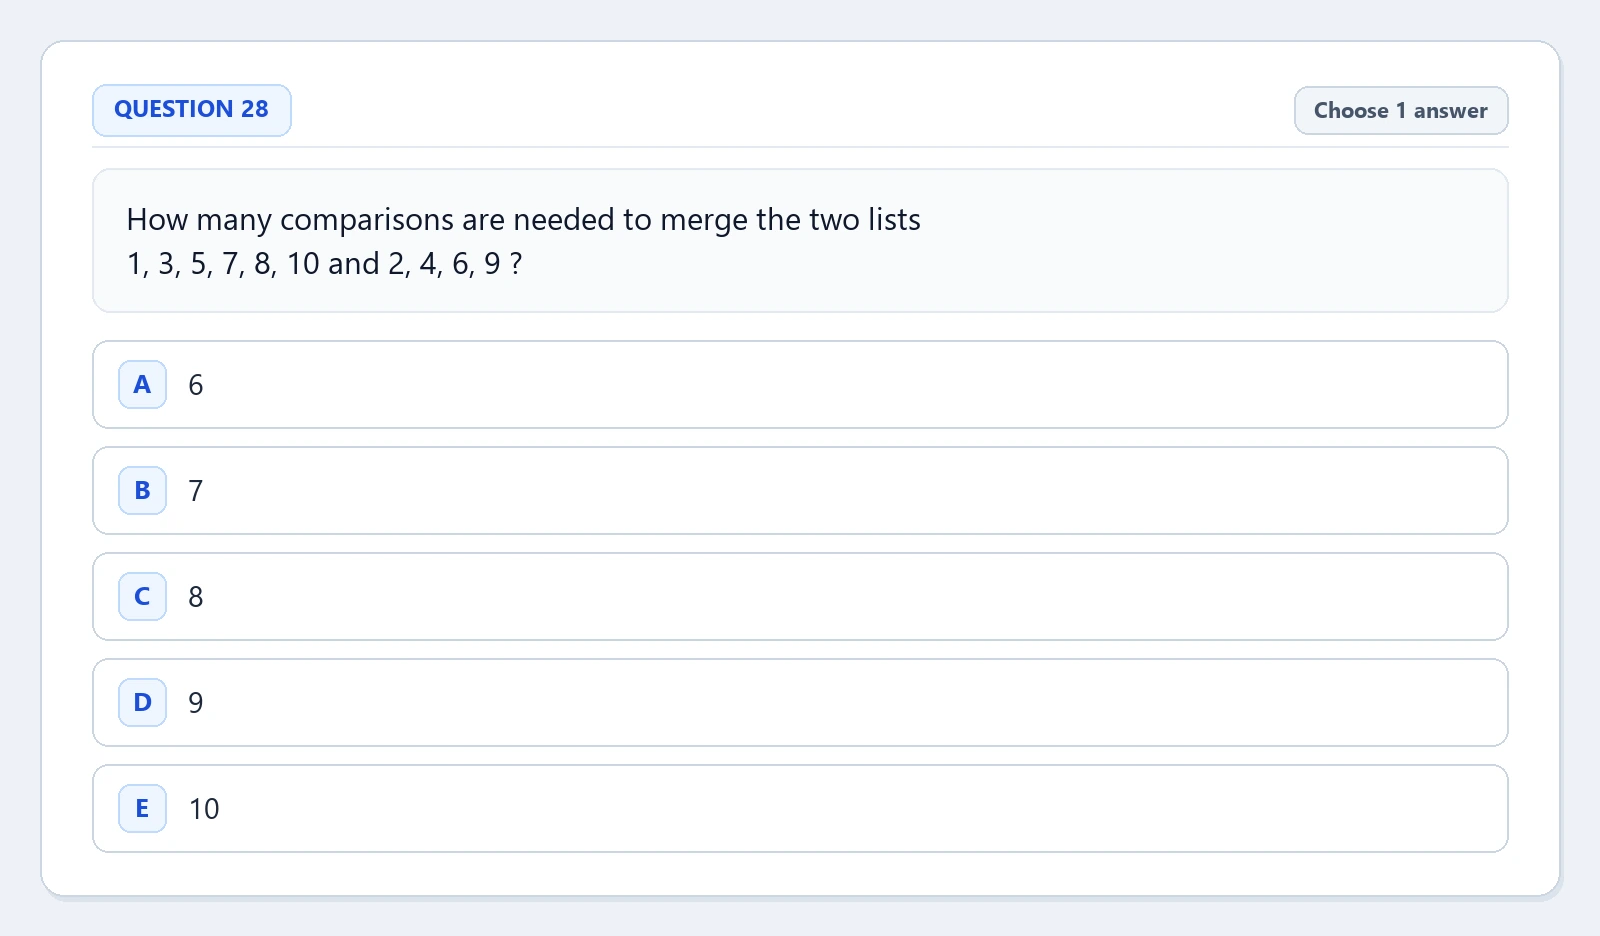 QUESTION 28
Choose 1 answer
How many comparisons are needed to merge the two lists
1, 3, 5, 7, 8, 10 and 2, 4, 6, 9 ?
A 6
B 7
C 8
D 9
E 10